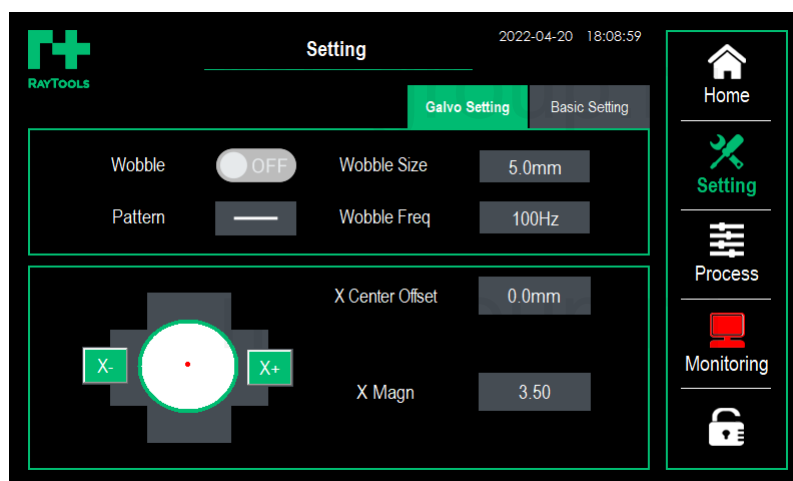 Setting
2022-04-20 18:08:59
RAYTOOLS
Galvo Setting
Basic Setting
Wobble
OFF
Wobble Size
5.0mm
Pattern
Wobble Freq
100Hz
X Center Offset
0.0mm
X-
X+
X Magn
3.50
Home
Setting
Process
Monitoring